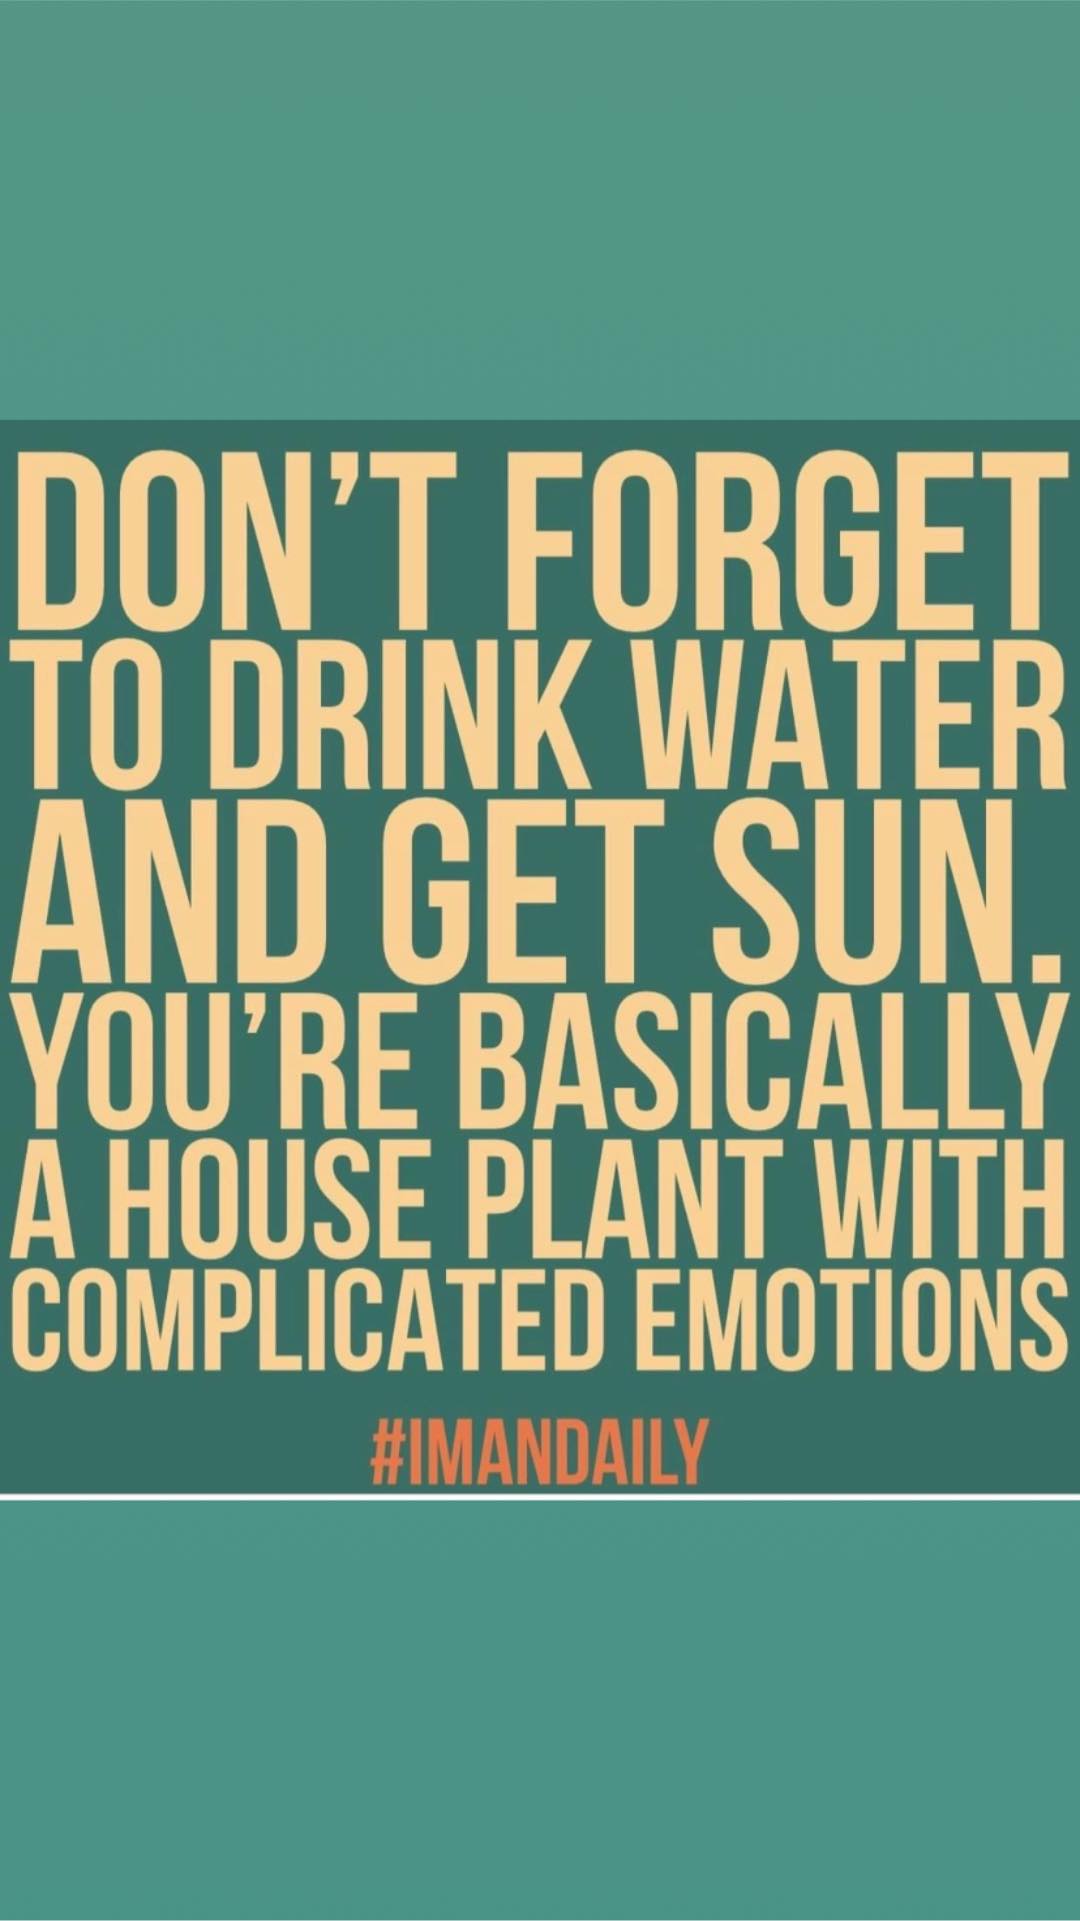 DON'T FORGET
TO DRINK WATER
AND GET SUN.
YOU'RE BASICALLY
A HOUSE PLANT WITH
COMPLICATED EMOTIONS
#IMANDAILY